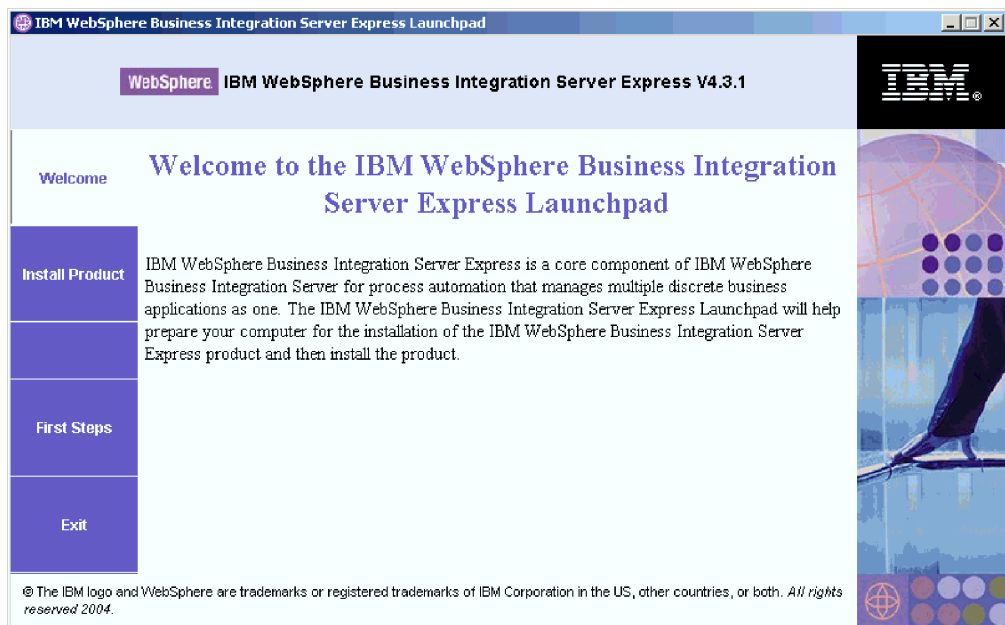 IBM WebSphere Business Integration Server Express Launchpad
WebSphere. IBM WebSphere Business Integration Server Express V4.3.1
IBM®
Welcome
Welcome to the IBM WebSphere Business Integration
Server Express Launchpad
Install Product
IBM WebSphere Business Integration Server Express is a core component of IBM WebSphere
Business Integration Server for process automation that manages multiple discrete business
applications as one. The IBM WebSphere Business Integration Server Express Launchpad will help
prepare your computer for the installation of the IBM WebSphere Business Integration Server
Express product and then install the product.
First Steps
Exit
© The IBM logo and WebSphere are trademarks or registered trademarks of IBM Corporation in the US, other countries, or both. All rights
reserved 2004.